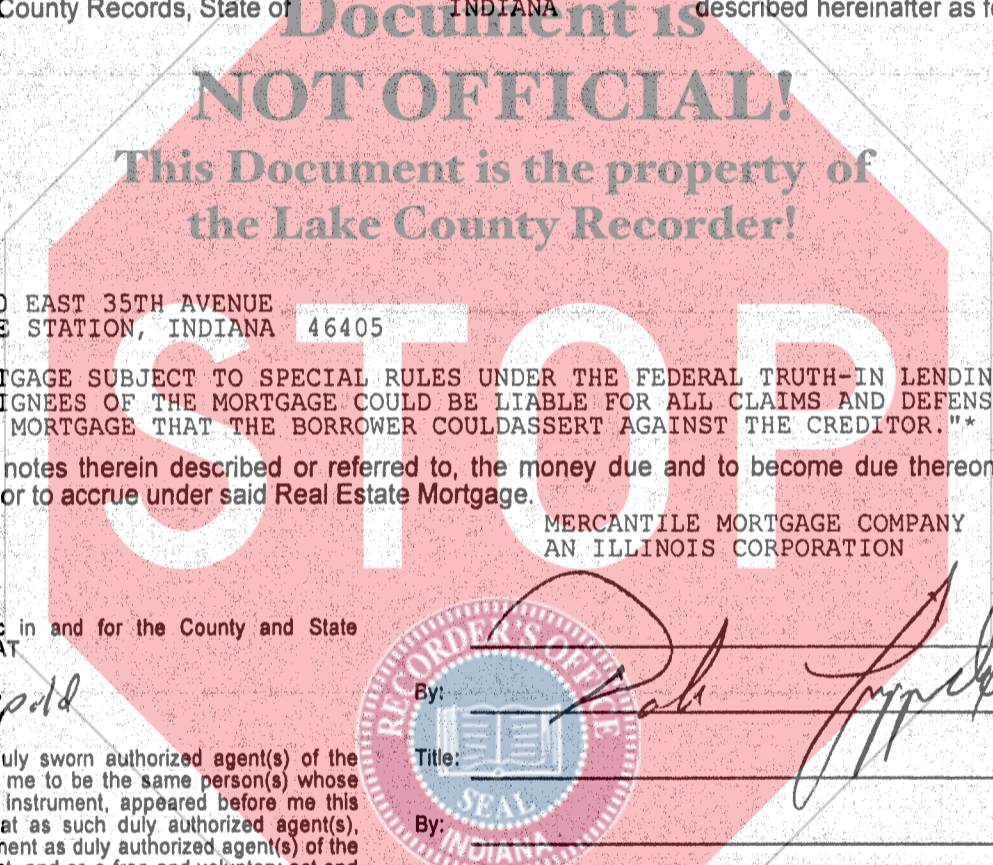 County Records, State of INDIANA described hereinafter as fo
Document is
NOT OFFICIAL!
This Document is the property of
the Lake County Recorder!
EAST 35TH AVENUE
STATION, INDIANA 46405
STOP
TGAGE SUBJECT TO SPECIAL RULES UNDER THE FEDERAL TRUTH-IN LENDIN
IGNEES OF THE MORTGAGE COULD BE LIABLE FOR ALL CLAIMS AND DEFENS
MORTGAGE THAT THE BORROWER COULDASSERT AGAINST THE CREDITOR."*
notes therein described or referred to, the money due and to become due thereon
or to accrue under said Real Estate Mortgage.
MERCANTILE MORTGAGE COMPANY
AN ILLINOIS CORPORATION
c in and for the County and State
AT
RECORDER'S OFFICE
SEAL
INDIANA
By:
Title:
By:
uly sworn authorized agent(s) of the
me to be the same person(s) whose
instrument, appeared before me this
at as such duly authorized agent(s),
ment as duly authorized agent(s) of the